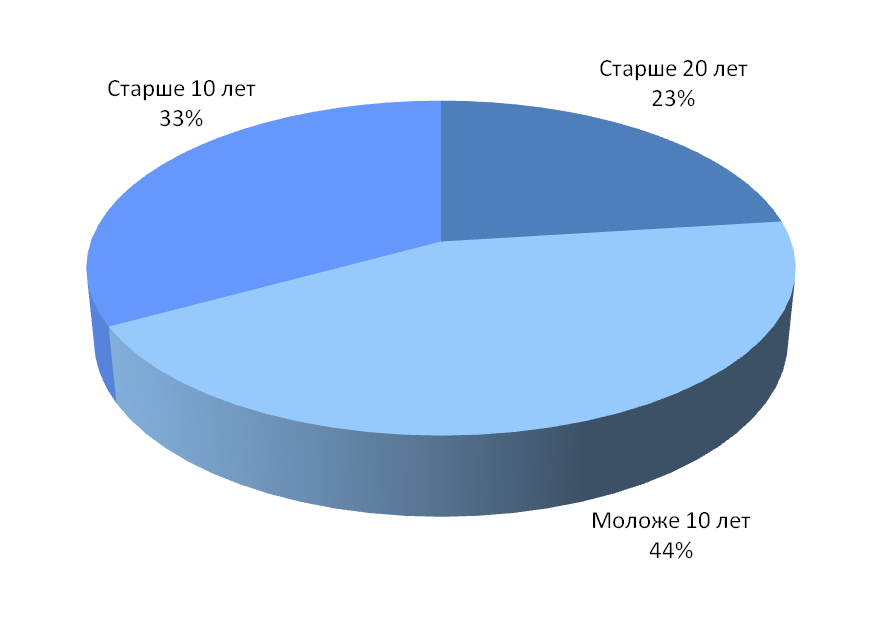 Старше 20 лет
23%
Старше 10 лет
33%
Моложе 10 лет
44%